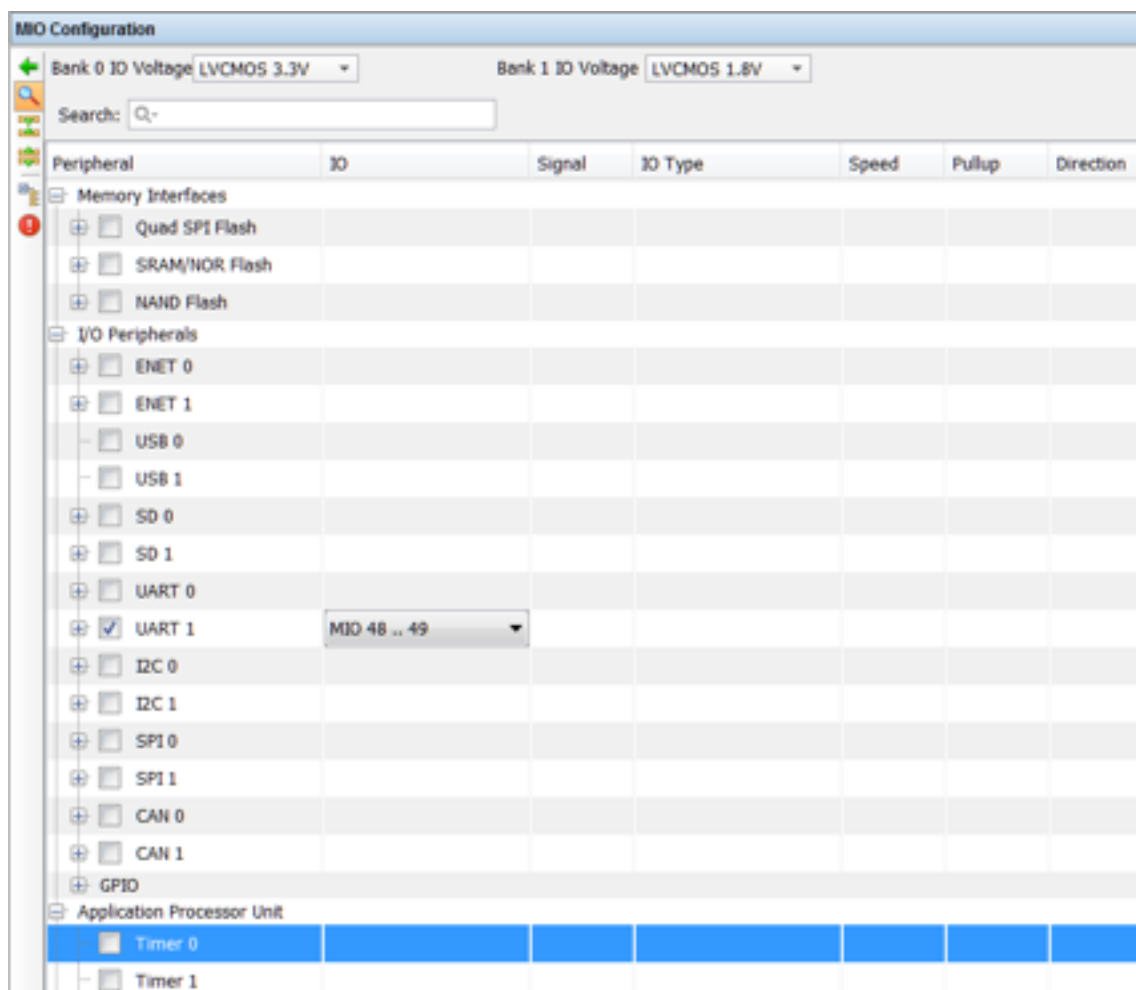 MIO Configuration
Bank 0 IO Voltage LVCMOS 3.3V Bank 1 IO Voltage LVCMOS 1.8V
Search:
Peripheral IO Signal IO Type Speed Pullup Direction
Memory Interfaces
Quad SPI Flash
SRAM/NOR Flash
NAND Flash
I/O Peripherals
ENET 0
ENET 1
USB 0
USB 1
SD 0
SD 1
UART 0
UART 1 MIO 48 .. 49
I2C 0
I2C 1
SPI 0
SPI 1
CAN 0
CAN 1
GPIO
Application Processor Unit
Timer 0
Timer 1